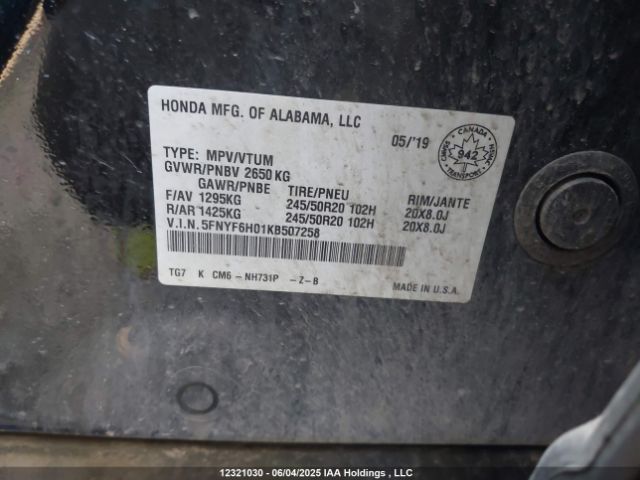 HONDA MFG. OF ALABAMA, LLC
05/'19
CANADA
942
TRANSPORT
TYPE: MPV/VTUM
GVWR/PNBV 2650 KG
GAWR/PNBE TIRE/PNEU RIM/JANTE
F/AV 1295KG 245/50R20 102H 20X8.0J
R/AR 1425KG 245/50R20 102H 20X8.0J
V.I.N. 5FNYF6H01KB507258
TG7 K CM6 -NH731P -Z-B
MADE IN U.S.A.
12321030 - 06/04/2025 IAA Holdings , LLC